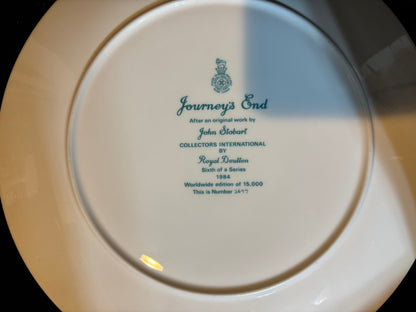 Journey's End
After an original work by
John Stobart
COLLECTORS INTERNATIONAL
BY
Royal Doulton
Sixth of a Series
1984
Worldwide edition of 15,000
This is Number